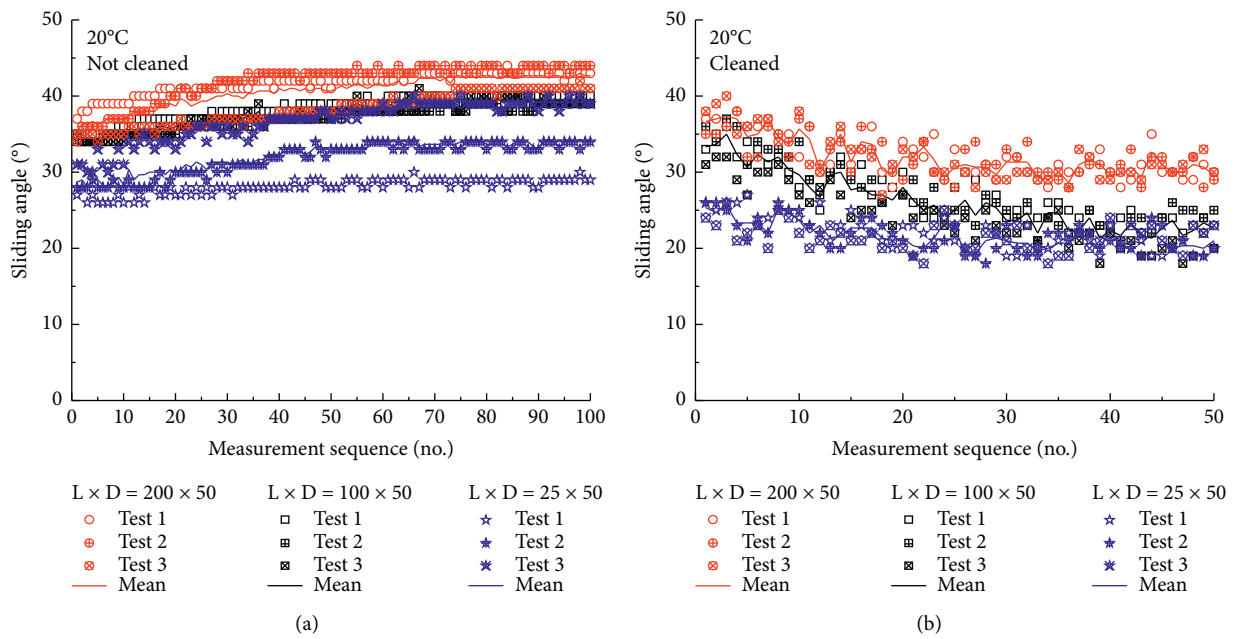 50
40
30
20
10
0
Sliding angle (°)
20°C
Not cleaned
0 10 20 30 40 50 60 70 80 90 100
Measurement sequence (no.)
L × D = 200 × 50 L × D = 100 × 50 L × D = 25 × 50
Test 1 Test 1 Test 1
Test 2 Test 2 Test 2
Test 3 Test 3 Test 3
Mean Mean Mean
(a)
50
40
30
20
10
0
Sliding angle (°)
20°C
Cleaned
0 10 20 30 40 50
Measurement sequence (no.)
L × D = 200 × 50 L × D = 100 × 50 L × D = 25 × 50
Test 1 Test 1 Test 1
Test 2 Test 2 Test 2
Test 3 Test 3 Test 3
Mean Mean Mean
(b)